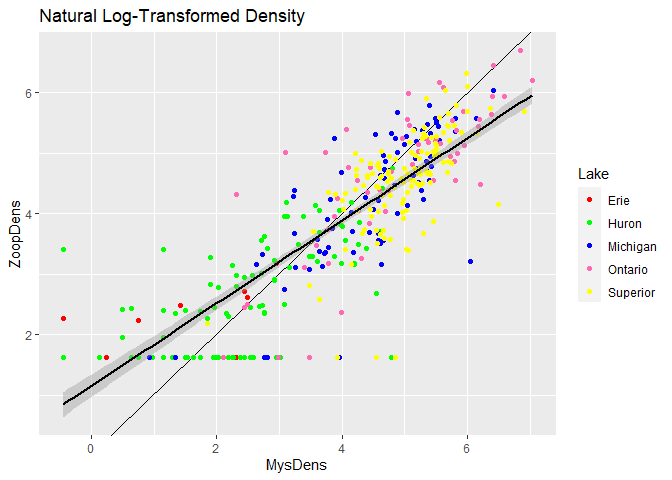 Natural Log-Transformed Density
ZoopDens
6
4
2
0
2
4
6
MysDens
Lake
Erie
Huron
Michigan
Ontario
Superior